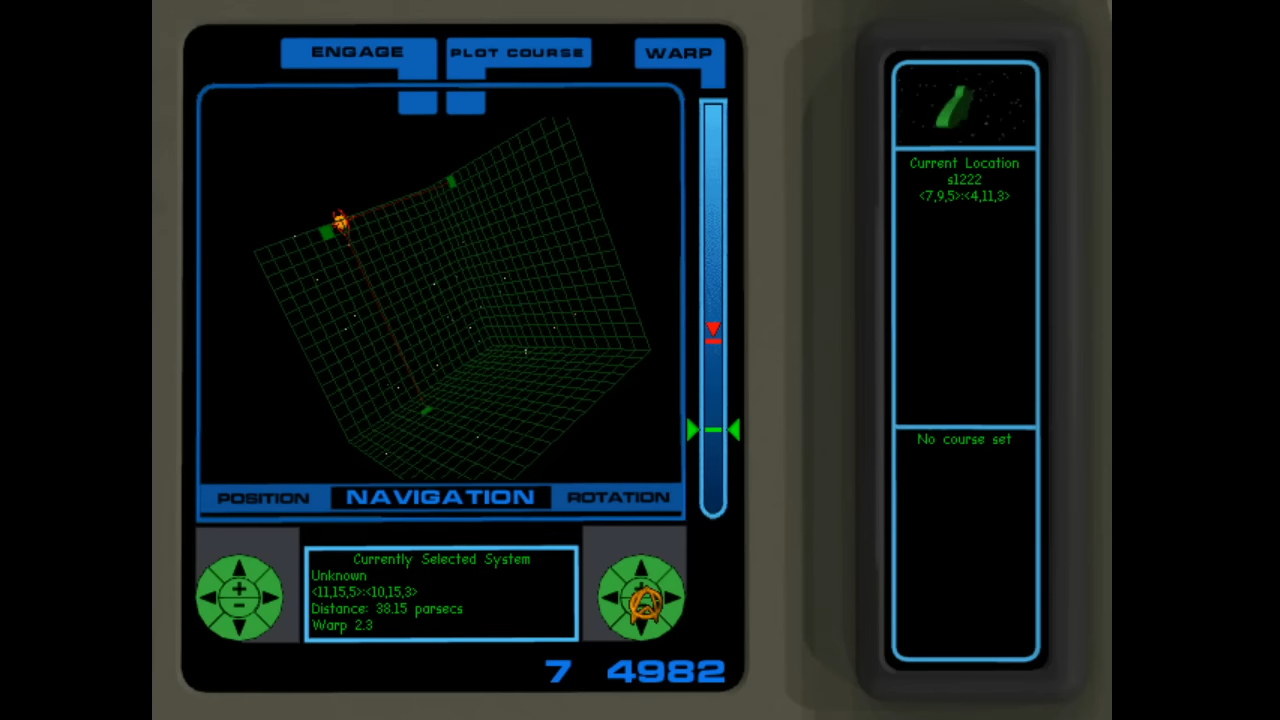 ENGAGE
PLOT COURSE
WARP
Current Location
s1222
<7,9,5>:<4,11,3>
No course set
POSITION
NAVIGATION
ROTATION
Currently Selected System
Unknown
<11,15,5>:<10,15,3>
Distance: 38.15 parsecs
Warp 2.3
7 4982